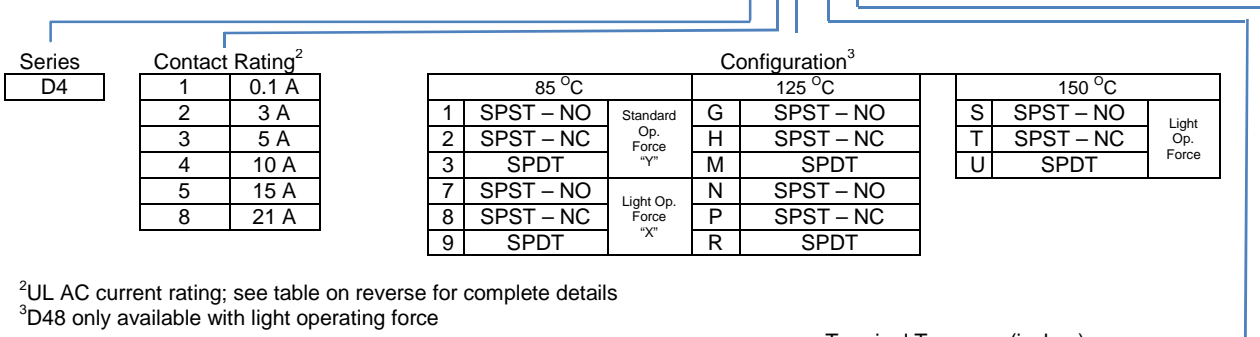 Series Contact Rating2 Configuration3
D4 1 0.1 A 85 OC 125 OC 150 OC
2 3 A 1 SPST – NO Standard Op. Force "Y" G SPST – NO S SPST – NO Light Op. Force
3 5 A 2 SPST – NC H SPST – NC T SPST – NC
4 10 A 3 SPDT M SPDT U SPDT
5 15 A 7 SPST – NO Light Op. Force "X" N SPST – NO
8 21 A 8 SPST – NC P SPST – NC
9 SPDT R SPDT
2UL AC current rating; see table on reverse for complete details
3D48 only available with light operating force